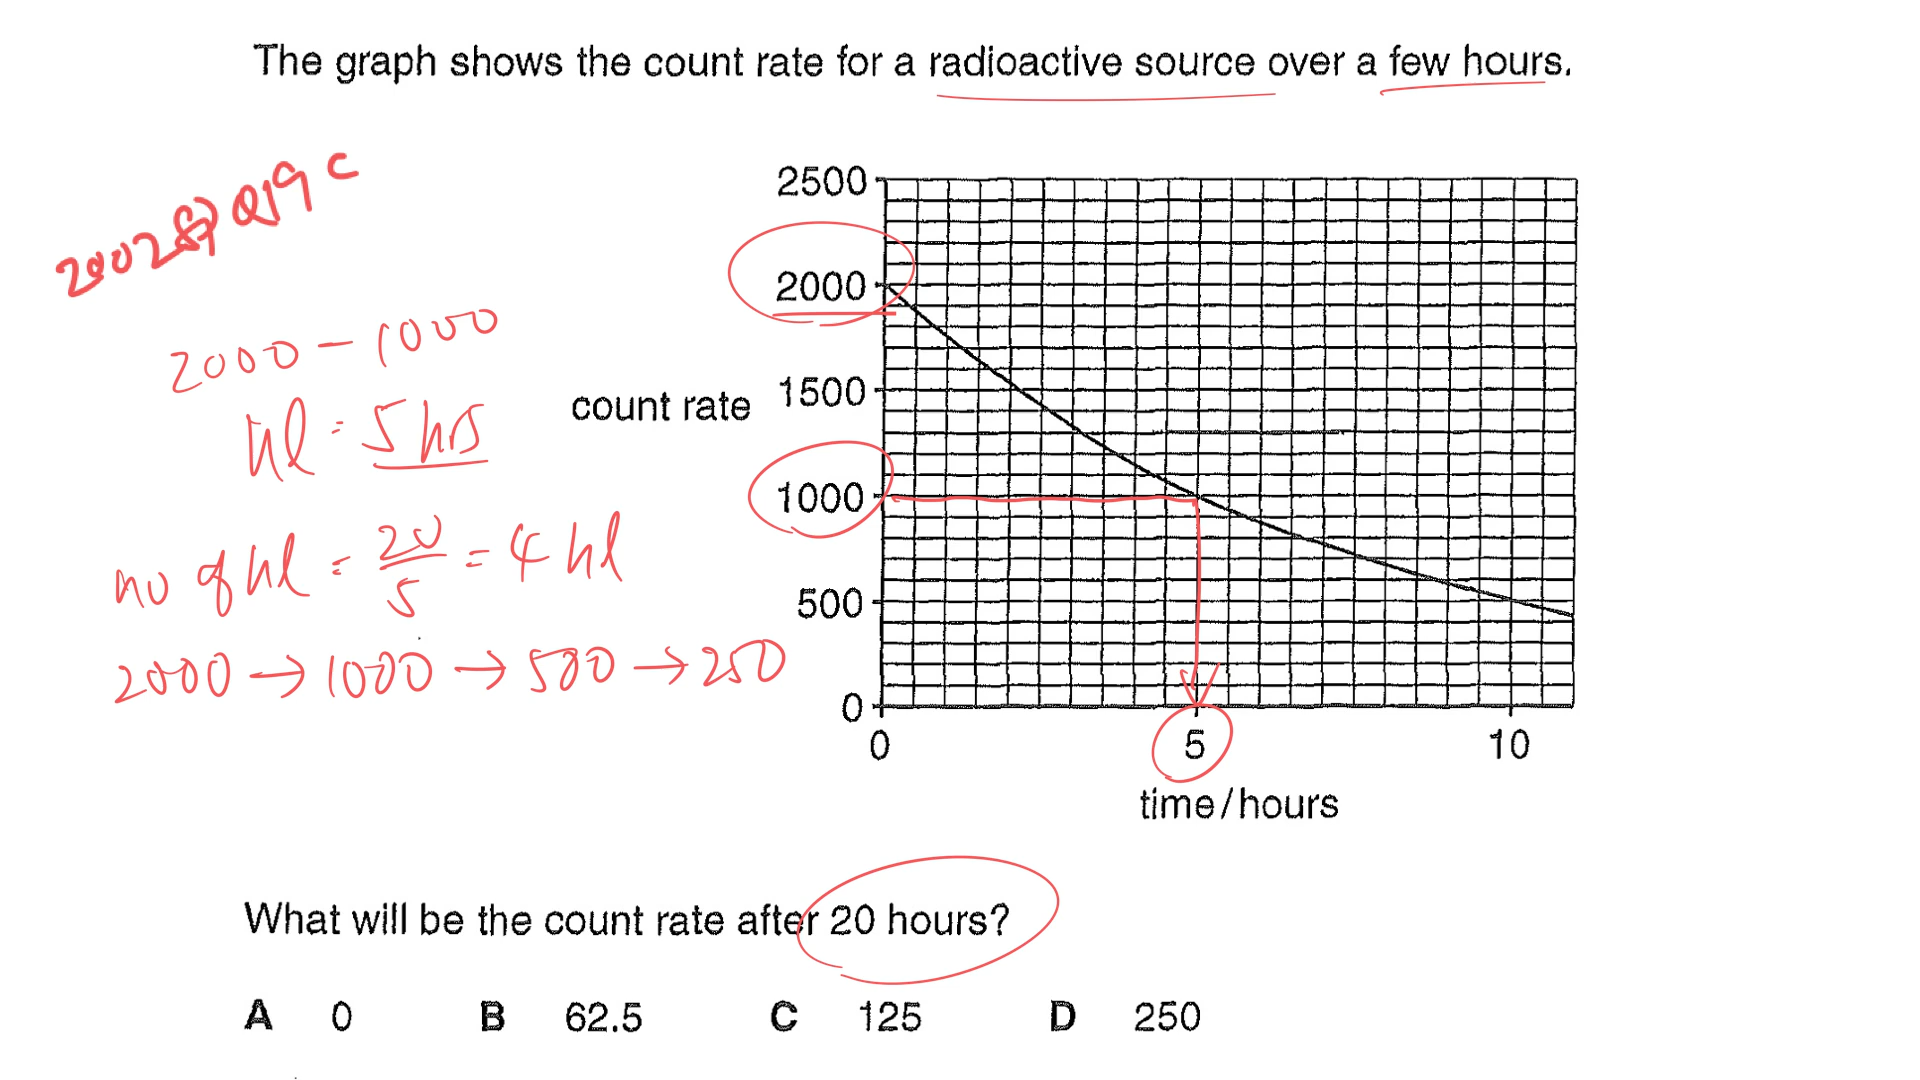 The graph shows the count rate for a radioactive source over a few hours.
Q19 C
2000 - 1000
hl = 5 hrs
no of hl = 20/5 = 4 hl
2000 → 1000 → 500 → 250
count rate
2500
2000
1500
1000
500
0
0 5 10
time/hours
What will be the count rate after 20 hours?
A 0 B 62.5 C 125 D 250